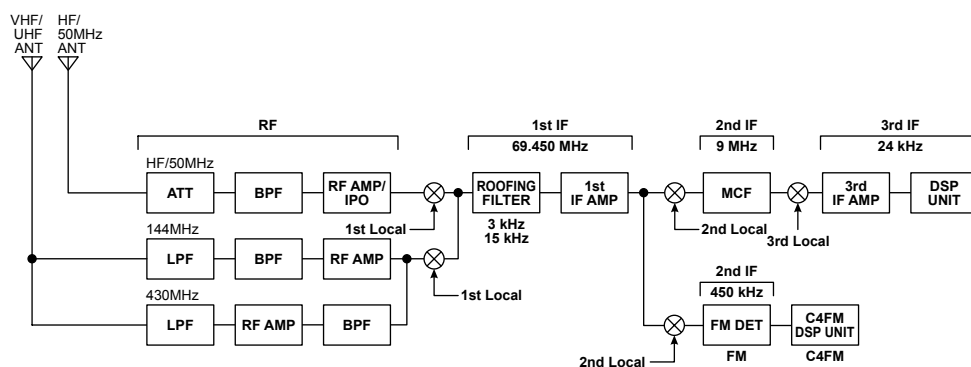 VHF/
UHF
ANT
HF/
50MHz
ANT
RF
1st IF
69.450 MHz
2nd IF
9 MHz
3rd IF
24 kHz
HF/50MHz
ATT
BPF
RF AMP/
IPO
1st Local
ROOFING
FILTER
3 kHz
15 kHz
1st
IF AMP
2nd Local
MCF
3rd Local
3rd
IF AMP
DSP
UNIT
144MHz
LPF
BPF
RF AMP
1st Local
430MHz
LPF
RF AMP
BPF
2nd IF
450 kHz
2nd Local
FM DET
FM
C4FM
DSP UNIT
C4FM